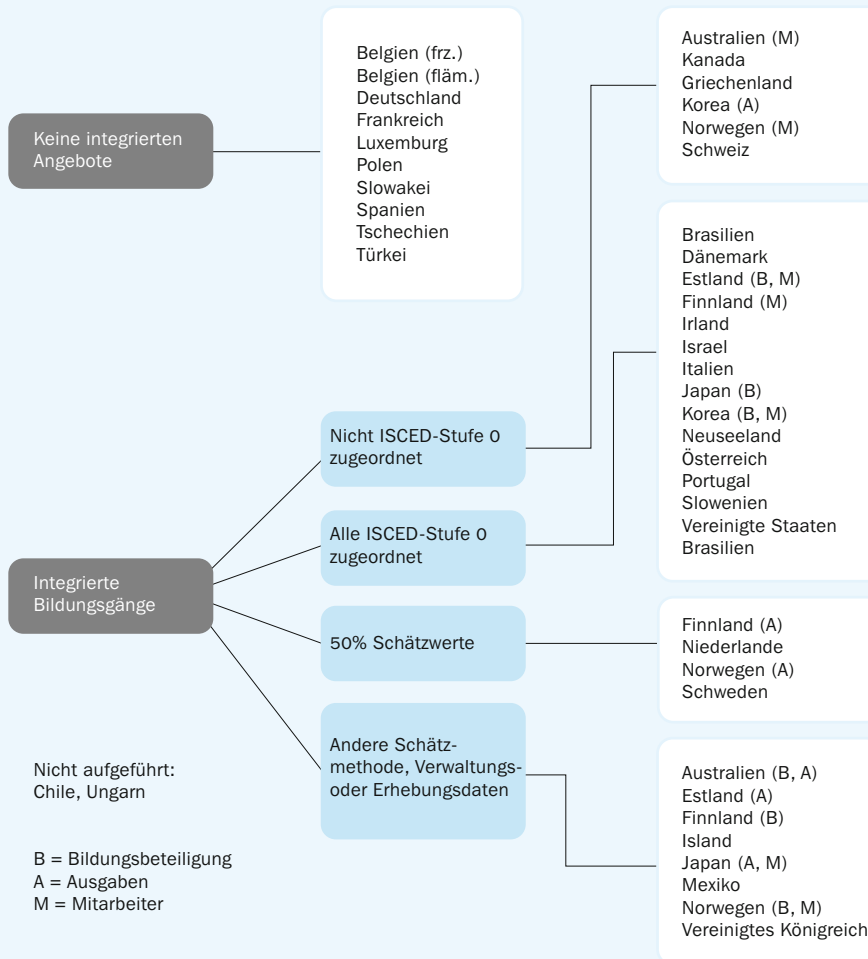 Keine integrierten
Angebote
Belgien (frz.)
Belgien (fläm.)
Deutschland
Frankreich
Luxemburg
Polen
Slowakei
Spanien
Tschechien
Türkei
Integrierte
Bildungsgänge
Nicht ISCED-Stufe 0
zugeordnet
Australien (M)
Kanada
Griechenland
Korea (A)
Norwegen (M)
Schweiz
Alle ISCED-Stufe 0
zugeordnet
Brasilien
Dänemark
Estland (B, M)
Finnland (M)
Irland
Israel
Italien
Japan (B)
Korea (B, M)
Neuseeland
Österreich
Portugal
Slowenien
Vereinigte Staaten
Brasilien
50% Schätzwerte
Finnland (A)
Niederlande
Norwegen (A)
Schweden
Andere Schätz-
methode, Verwaltungs-
oder Erhebungsdaten
Australien (B, A)
Estland (A)
Finnland (B)
Island
Japan (A, M)
Mexiko
Norwegen (B, M)
Vereinigtes Königreich
Nicht aufgeführt:
Chile, Ungarn
B = Bildungsbeteiligung
A = Ausgaben
M = Mitarbeiter